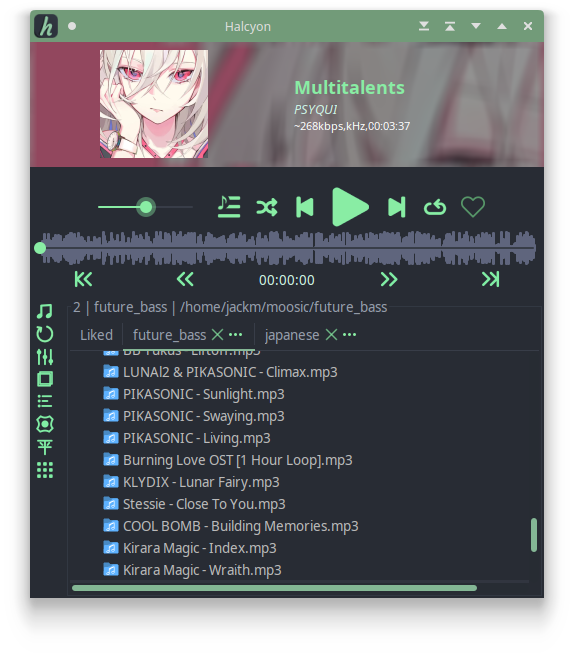 h
Halcyon
Multitalents
PSYQUI
~268kbps,kHz,00:03:37
00:00:00
2 | future_bass | /home/jackm/moosic/future_bass
Liked future_bass japanese
LUNAl2 & PIKASONIC - Climax.mp3
PIKASONIC - Sunlight.mp3
PIKASONIC - Swaying.mp3
PIKASONIC - Living.mp3
Burning Love OST [1 Hour Loop].mp3
KLYDIX - Lunar Fairy.mp3
Stessie - Close To You.mp3
COOL BOMB - Building Memories.mp3
Kirara Magic - Index.mp3
Kirara Magic - Wraith.mp3